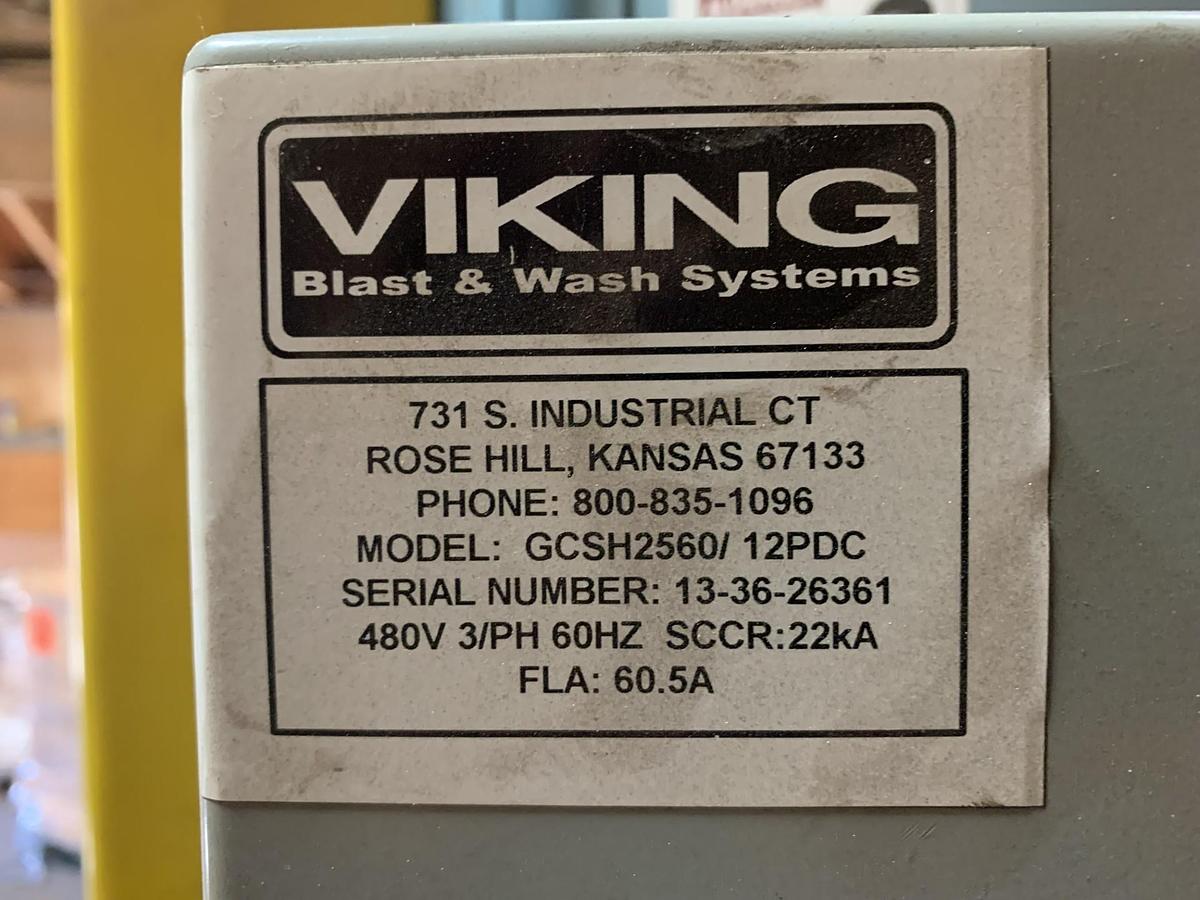 VIKING
Blast & Wash Systems
731 S. INDUSTRIAL CT
ROSE HILL, KANSAS 67133
PHONE: 800-835-1096
MODEL: GCSH2560/ 12PDC
SERIAL NUMBER: 13-36-26361
480V 3/PH 60HZ SCCR:22kA
FLA: 60.5A